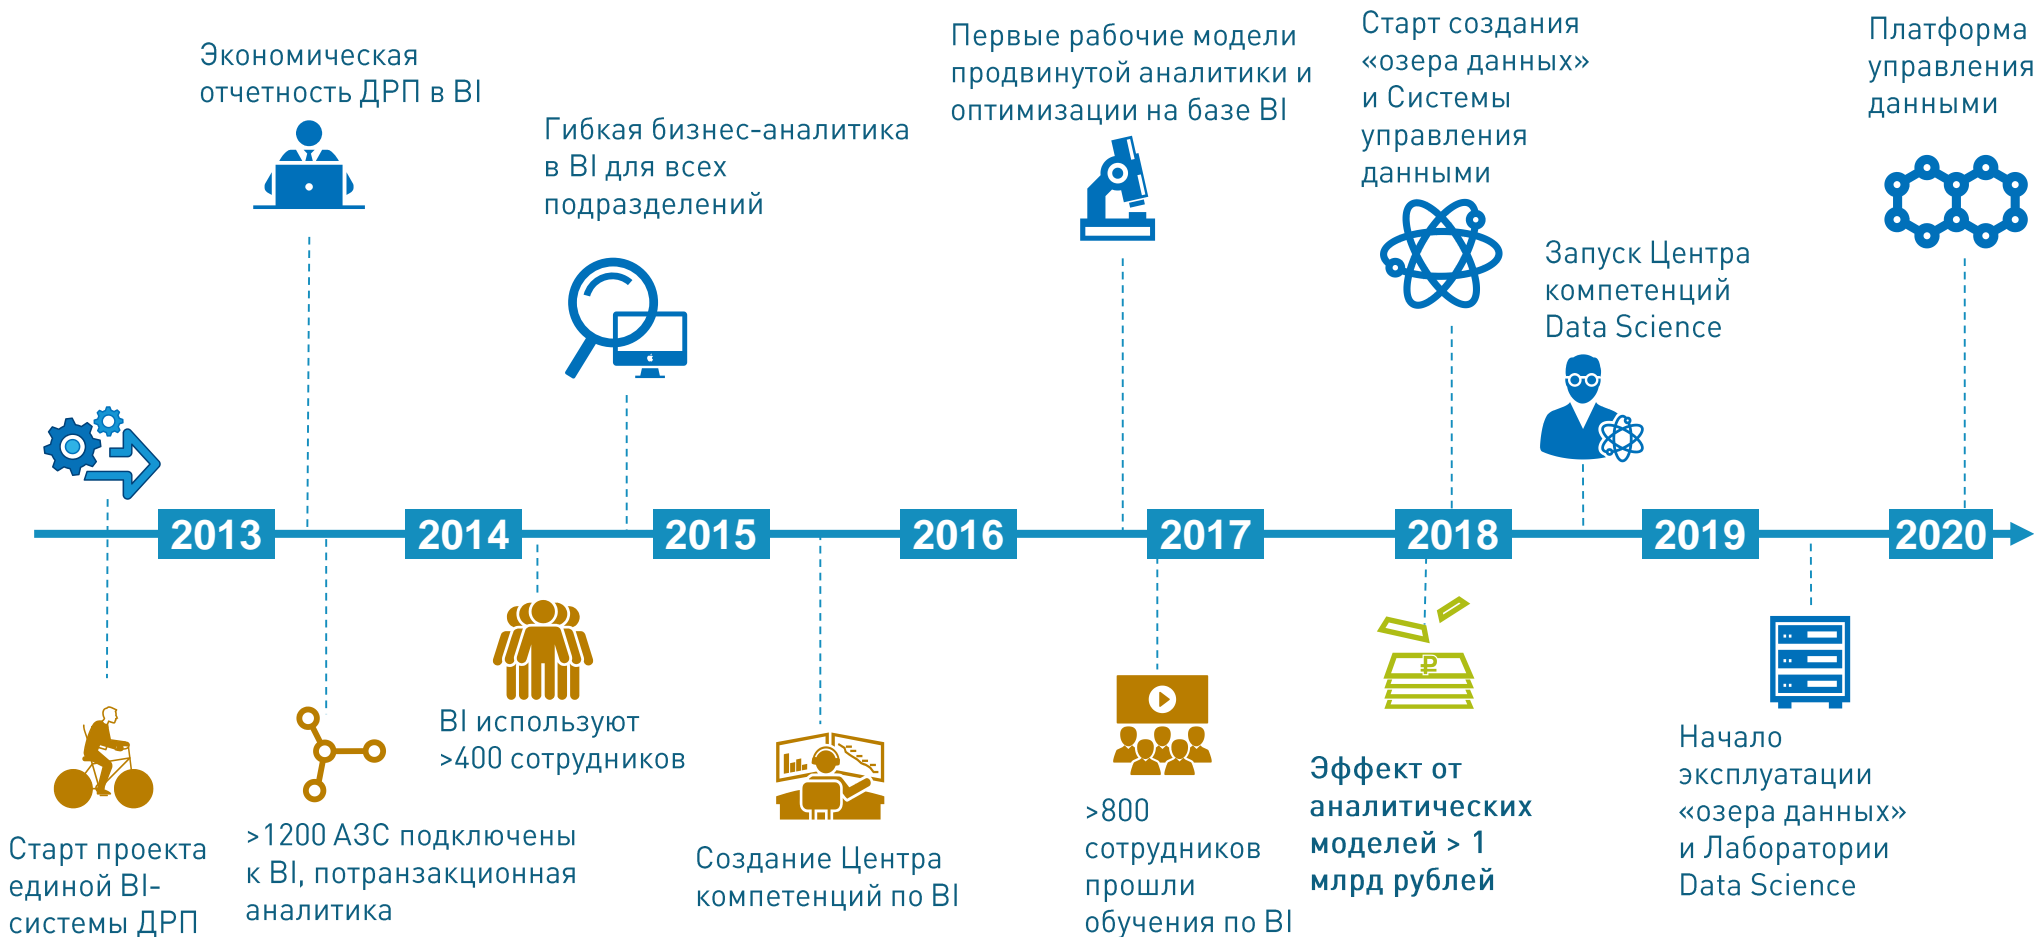 Экономическая
отчетность ДРП в BI
Гибкая бизнес-аналитика
в BI для всех
подразделений
Первые рабочие модели
продвинутой аналитики и
оптимизации на базе BI
Старт создания
«озера данных»
и Системы
управления
данными
Запуск Центра
компетенций
Data Science
Платформа
управления
данными
2013
2014
2015
2016
2017
2018
2019
2020
Старт проекта
единой BI-
системы ДРП
>1200 АЗС подключены
к BI, потранзакционная
аналитика
BI используют
>400 сотрудников
Создание Центра
компетенций по BI
>800
сотрудников
прошли
обучения по BI
₽
Эффект от
аналитических
моделей > 1
млрд рублей
Начало
эксплуатации
«озера данных»
и Лаборатории
Data Science